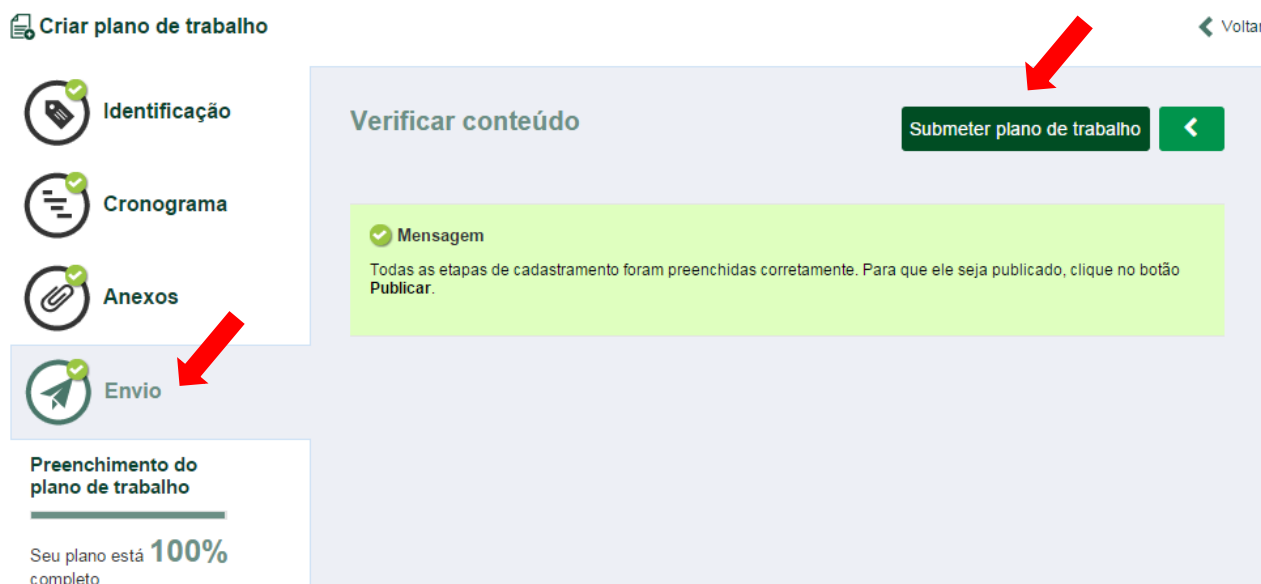 Criar plano de trabalho
Voltar
Identificação
Cronograma
Anexos
Envio
Preenchimento do
plano de trabalho
Seu plano está 100%
completo
Verificar conteúdo
Submeter plano de trabalho
Mensagem
Todas as etapas de cadastramento foram preenchidas corretamente. Para que ele seja publicado, clique no botão
Publicar.